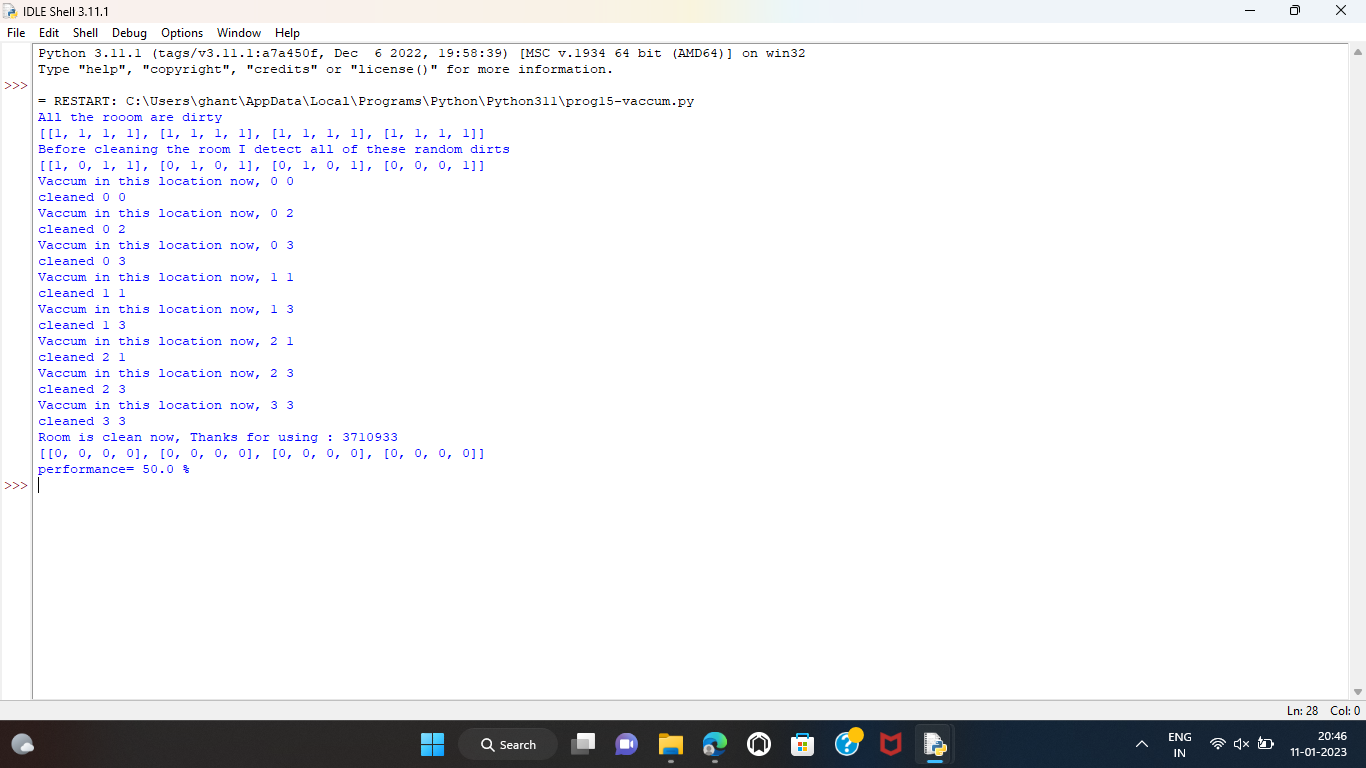 IDLE Shell 3.11.1
File Edit Shell Debug Options Window Help
Python 3.11.1 (tags/v3.11.1:a7a450f, Dec  6 2022, 19:58:39) [MSC v.1934 64 bit (AMD64)] on win32
Type "help", "copyright", "credits" or "license()" for more information.
>>>
= RESTART: C:\Users\ghant\AppData\Local\Programs\Python\Python311\prog15-vaccum.py
All the rooom are dirty
[[1, 1, 1, 1], [1, 1, 1, 1], [1, 1, 1, 1], [1, 1, 1, 1]]
Before cleaning the room I detect all of these random dirts
[[1, 0, 1, 1], [0, 1, 0, 1], [0, 1, 0, 1], [0, 0, 0, 1]]
Vaccum in this location now, 0 0
cleaned 0 0
Vaccum in this location now, 0 2
cleaned 0 2
Vaccum in this location now, 0 3
cleaned 0 3
Vaccum in this location now, 1 1
cleaned 1 1
Vaccum in this location now, 1 3
cleaned 1 3
Vaccum in this location now, 2 1
cleaned 2 1
Vaccum in this location now, 2 3
cleaned 2 3
Vaccum in this location now, 3 3
cleaned 3 3
Room is clean now, Thanks for using : 3710933
[[0, 0, 0, 0], [0, 0, 0, 0], [0, 0, 0, 0], [0, 0, 0, 0]]
performance= 50.0 %
>>>
Ln: 28 Col: 0
Search
ENG
IN
20:46
11-01-2023